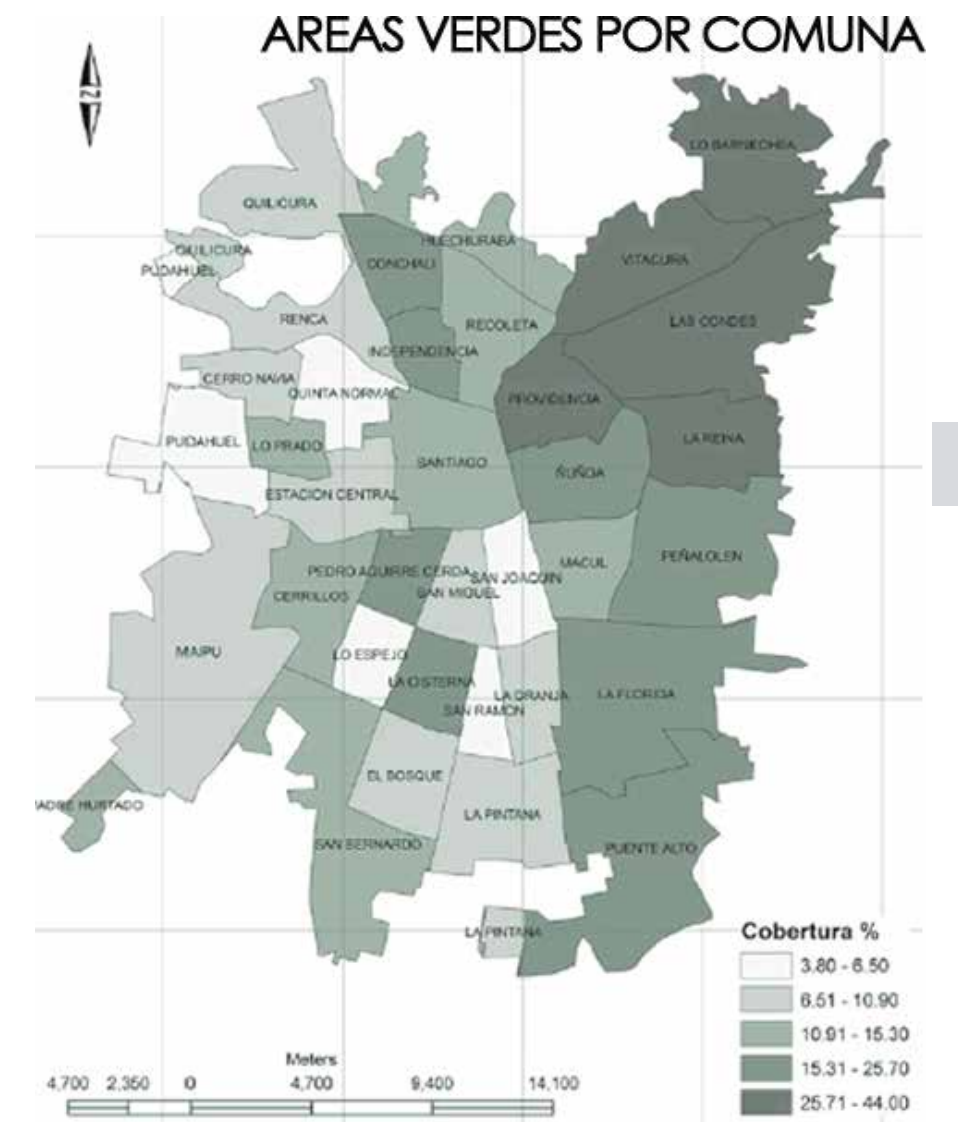 AREAS VERDES POR COMUNA
N
LO BARNECHEA
QUILICURA
HUECHURABA
QUILICURA
CONCHALI
VITACURA
PUDAHUEL
RENCA
RECOLETA
LAS CONDES
INDEPENDENCIA
CERRO NAVIA
QUINTA NORMAL
PROVIDENCIA
PUDAHUEL
LO PRADO
LA REINA
SANTIAGO
ÑUÑOA
ESTACION CENTRAL
PEÑALOLEN
MACUL
PEDRO AGUIRRE CERDA
SAN JOAQUIN
CERRILLOS
SAN MIGUEL
MAIPU
LO ESPEJO
LA CISTERNA
LA GRANJA
LA FLORIDA
SAN RAMON
EL BOSQUE
ADRE HURTADO
LA PINTANA
SAN BERNARDO
PUENTE ALTO
LA PINTANA
Cobertura %
3.80 - 6.50
6.51 - 10.90
10.91 - 15.30
15.31 - 25.70
25.71 - 44.00
Meters
4,700 2,350 0 4,700 9,400 14,100